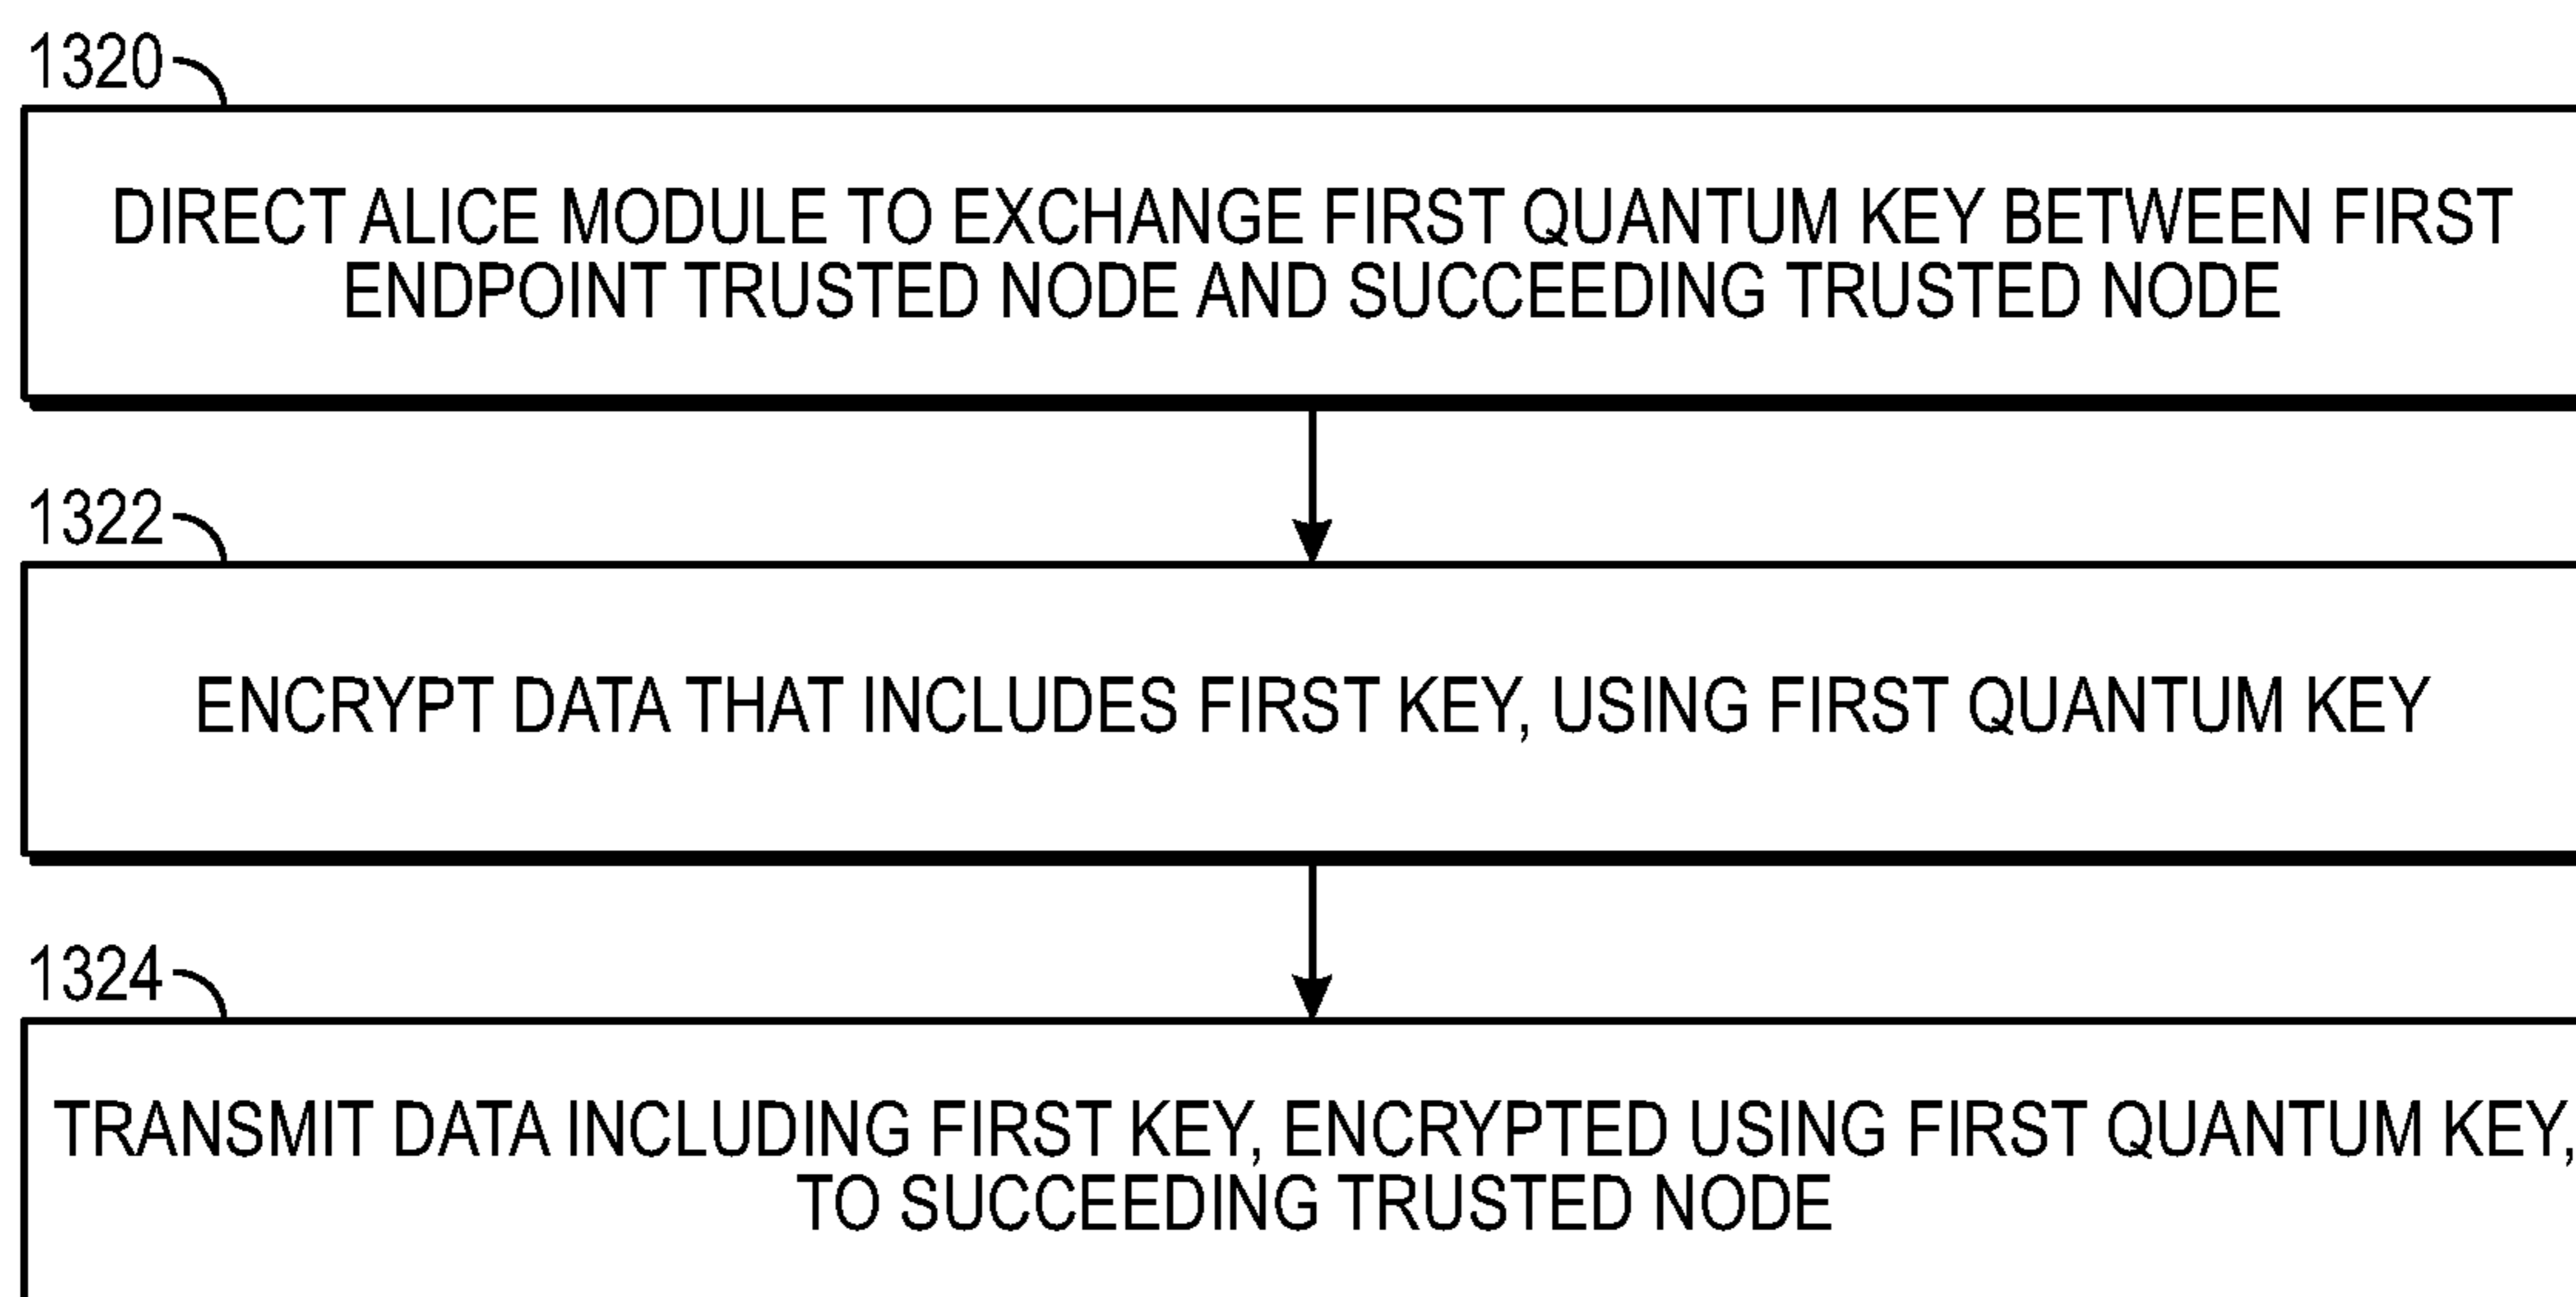 1320
DIRECT ALICE MODULE TO EXCHANGE FIRST QUANTUM KEY BETWEEN FIRST
ENDPOINT TRUSTED NODE AND SUCCEEDING TRUSTED NODE
1322
ENCRYPT DATA THAT INCLUDES FIRST KEY, USING FIRST QUANTUM KEY
1324
TRANSMIT DATA INCLUDING FIRST KEY, ENCRYPTED USING FIRST QUANTUM KEY,
TO SUCCEEDING TRUSTED NODE